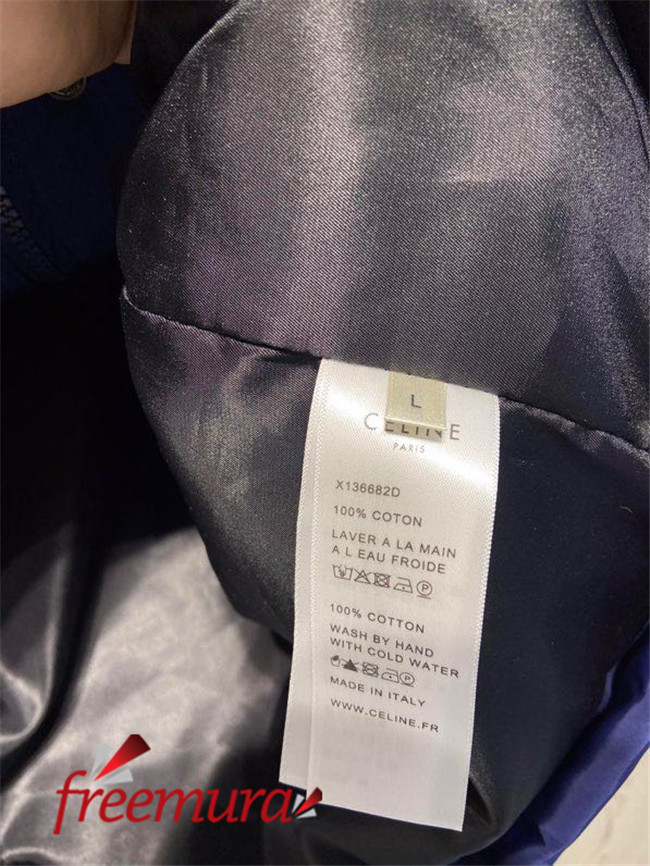 L
CELINE
PARIS
X136682D
100% COTON
LAVER A LA MAIN
A L EAU FROIDE
100% COTTON
WASH BY HAND
WITH COLD WATER
MADE IN ITALY
WWW.CELINE.FR
freemura